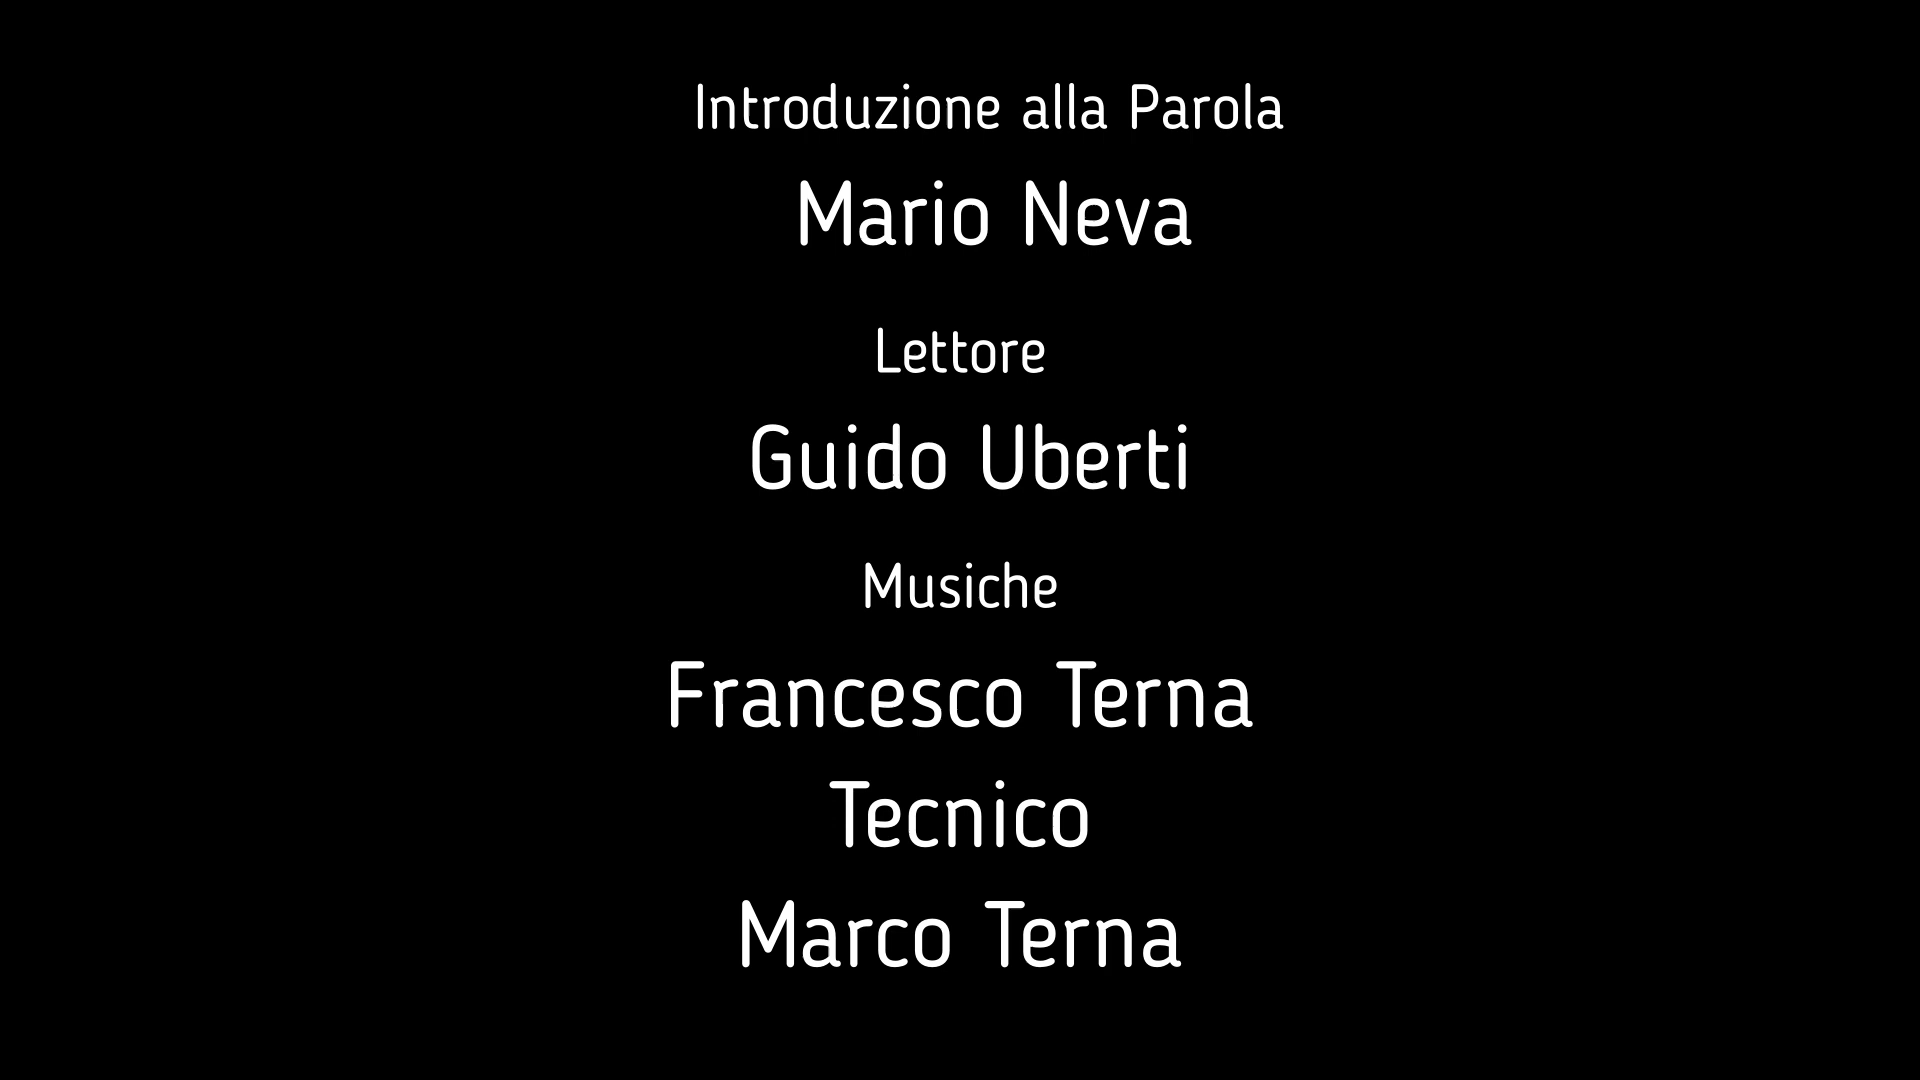 Introduzione alla Parola
Mario Neva
Lettore
Guido Uberti
Musiche
Francesco Terna
Tecnico
Marco Terna